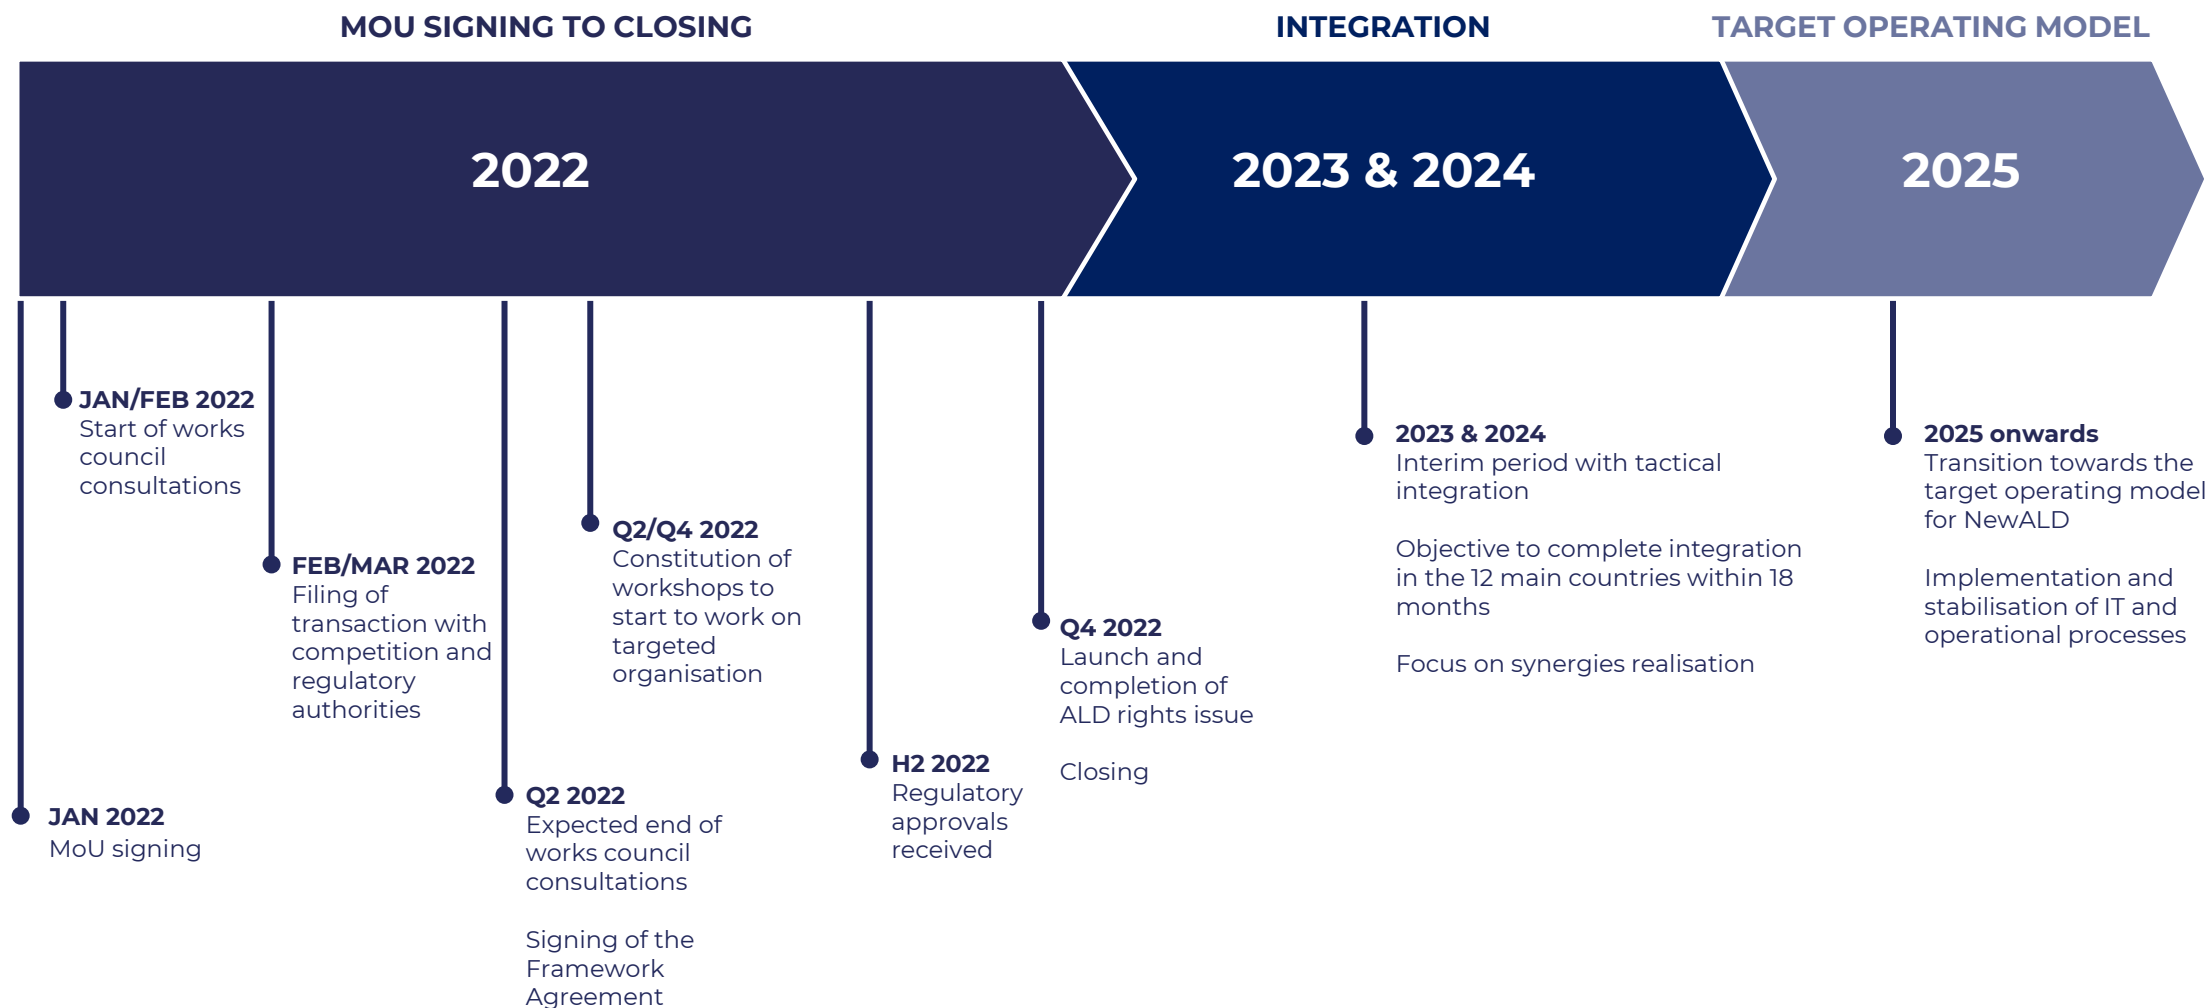 MOU SIGNING TO CLOSING
INTEGRATION
TARGET OPERATING MODEL
2022
2023 & 2024
2025
JAN 2022
MoU signing
JAN/FEB 2022
Start of works
council
consultations
FEB/MAR 2022
Filing of
transaction with
competition and
regulatory
authorities
Q2 2022
Expected end of
works council
consultations
Signing of the
Framework
Agreement
Q2/Q4 2022
Constitution of
workshops to
start to work on
targeted
organisation
H2 2022
Regulatory
approvals
received
Q4 2022
Launch and
completion of
ALD rights issue
Closing
2023 & 2024
Interim period with tactical
integration
Objective to complete integration
in the 12 main countries within 18
months
Focus on synergies realisation
2025 onwards
Transition towards the
target operating model
for NewALD
Implementation and
stabilisation of IT and
operational processes